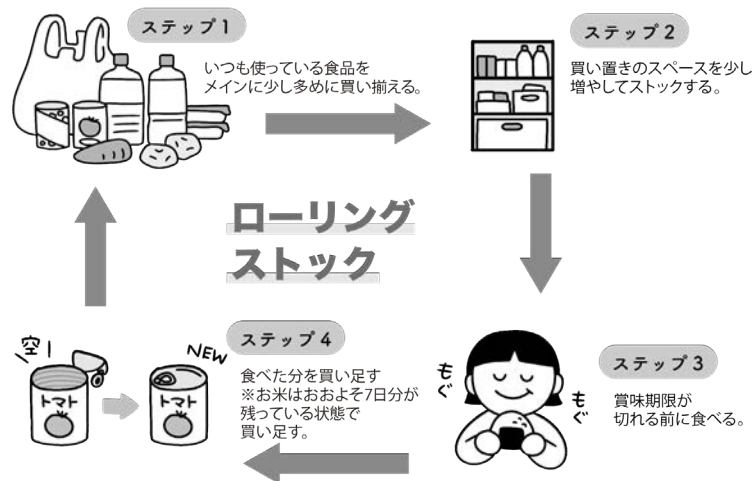 ステップ1
いつも使っている食品を
メインに少し多めに買い揃える。
ステップ2
買い置きのスペースを少し
増やしてストックする。
ローリング
ストック
ステップ3
賞味期限が
切れる前に食べる。
もぐ
もぐ
ステップ4
食べた分を買い足す
※お米はおおよそ7日分が
残っている状態で
買い足す。
空!
トマト
NEW
トマト